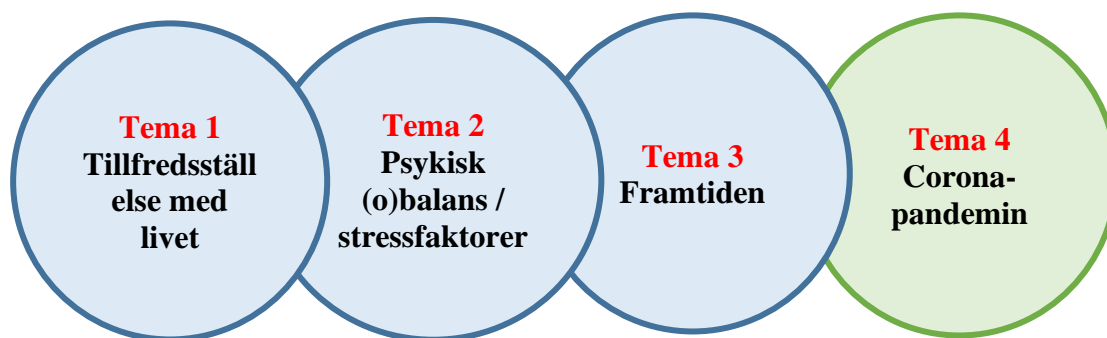 Tema 1
Tillfredsställ
else med
livet
Tema 2
Psykisk
(o)balans /
stressfaktorer
Tema 3
Framtiden
Tema 4
Corona-
pandemin